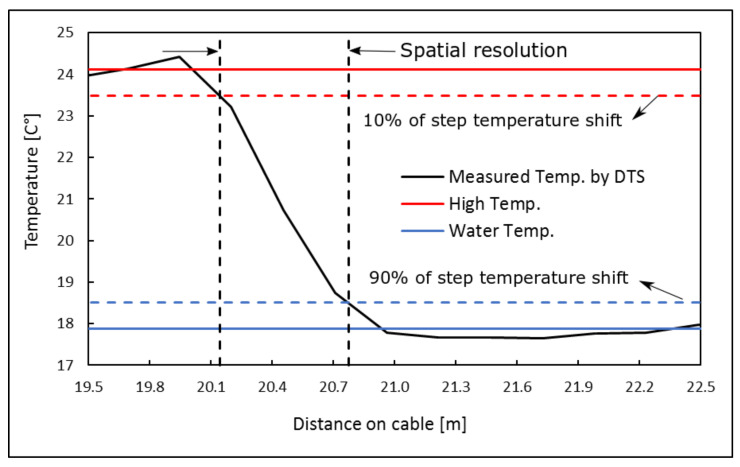 25
24
23
22
21
20
19
18
17
Temperature [C°]
Spatial resolution
10% of step temperature shift
Measured Temp. by DTS
High Temp.
Water Temp.
90% of step temperature shift
19.5 19.8 20.1 20.4 20.7 21.0 21.3 21.6 21.9 22.2 22.5
Distance on cable [m]